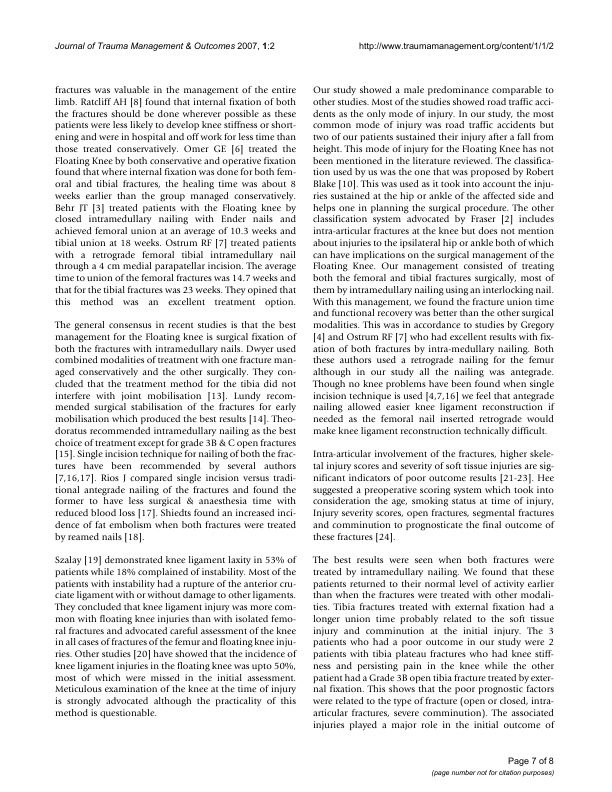 Journal of Trauma Management & Outcomes 2007, 1:2
http://www.traumamanagement.org/content/1/1/2
fractures was valuable in the management of the entire
limb. Ratcliff AH [8] found that internal fixation of both
the fractures should be done wherever possible as these
patients were less likely to develop knee stiffness or short-
ening and were in hospital and off work for less time than
those treated conservatively. Omer GE [6] treated the
Floating Knee by both conservative and operative fixation
found that where internal fixation was done for both fem-
oral and tibial fractures, the healing time was about 8
weeks earlier than the group managed conservatively.
Behr JT [3] treated patients with the Floating knee by
closed intramedullary nailing with Ender nails and
achieved femoral union at an average of 10.3 weeks and
tibial union at 18 weeks. Ostrum RF [7] treated patients
with a retrograde femoral tibial intramedullary nail
through a 4 cm medial parapatellar incision. The average
time to union of the femoral fractures was 14.7 weeks and
that for the tibial fractures was 23 weeks. They opined that
this method was an excellent treatment option.
The general consensus in recent studies is that the best
management for the Floating knee is surgical fixation of
both the fractures with intramedullary nails. Dwyer used
combined modalities of treatment with one fracture man-
aged conservatively and the other surgically. They con-
cluded that the treatment method for the tibia did not
interfere with joint mobilisation [13]. Lundy recom-
mended surgical stabilisation of the fractures for early
mobilisation which produced the best results [14]. Theo-
doratus recommended intramedullary nailing as the best
choice of treatment except for grade 3B & C open fractures
[15]. Single incision technique for nailing of both the frac-
tures have been recommended by several authors
[7,16,17]. Rios J compared single incision versus tradi-
tional antegrade nailing of the fractures and found the
former to have less surgical & anaesthesia time with
reduced blood loss [17]. Shiedts found an increased inci-
dence of fat embolism when both fractures were treated
by reamed nails [18].
Szalay [19] demonstrated knee ligament laxity in 53% of
patients while 18% complained of instability. Most of the
patients with instability had a rupture of the anterior cru-
ciate ligament with or without damage to other ligaments.
They concluded that knee ligament injury was more com-
mon with floating knee injuries than with isolated femo-
ral fractures and advocated careful assessment of the knee
in all cases of fractures of the femur and floating knee inju-
ries. Other studies [20] have shown that the incidence of
knee ligament injuries in the floating knee was upto 50%,
most of which were missed in the initial assessment.
Meticulous examination of the knee at the time of injury
is strongly advocated although the practicality of this
method is questionable.
Our study showed a male predominance comparable to
other studies. Most of the studies showed road traffic acci-
dents as the only mode of injury. In our study, the most
common mode of injury was road traffic accidents but
two of our patients sustained their injury after a fall from
height. This mode of injury for the Floating Knee has not
been mentioned in the literature reviewed. The classifica-
tion used by us was the one that was proposed by Robert
Blake [10]. This was used as it took into account the inju-
ries sustained at the hip or ankle of the affected side and
helps one in planning the surgical procedure. The other
classification system advocated by Fraser [2] includes
intra-articular fractures at the knee but does not mention
about injuries to the ipsilateral hip or ankle both of which
can have implications on the surgical management of the
Floating Knee. Our management consisted of treating
both the femoral and tibial fractures surgically, most of
them by intramedullary nailing using an interlocking nail.
With this management, we found the fracture union time
and functional recovery was better than the other surgical
modalities. This was in accordance to studies by Gregory
[4] and Ostrum RF [7] who had excellent results with fix-
ation of both fractures by intra-medullary nailing. Both
these authors used a retrograde nailing for the femur
although in our study all the nailing was antegrade.
Though no knee problems have been found when single
incision technique is used [4,7,16] we feel that antegrade
nailing allowed easier knee ligament reconstruction if
needed as the femoral nail inserted retrograde would
make knee ligament reconstruction technically difficult.
Intra-articular involvement of the fractures, higher skele-
tal injury scores and severity of soft tissue injuries are sig-
nificant indicators of poor outcome results [21-23]. Hee
suggested a preoperative scoring system which took into
consideration the age, smoking status at time of injury,
Injury severity scores, open fractures, segmental fractures
and comminution to prognosticate the final outcome of
these fractures [24].
The best results were seen when both fractures were
treated by intramedullary nailing. We found that these
patients returned to their normal level of activity earlier
than when the fractures were treated with other modali-
ties. Tibia fractures treated with external fixation had a
longer union time probably related to the soft tissue
injury and comminution at the initial injury. The 3
patients who had a poor outcome in our study were 2
patients with tibia plateau fractures who had knee stiff-
ness and persisting pain in the knee while the other
patient had a Grade 3B open tibia fracture treated by exter-
nal fixation. This shows that the poor prognostic factors
were related to the type of fracture (open or closed, intra-
articular fractures, severe comminution). The associated
injuries played a major role in the initial outcome of
Page 7 of 8
(page number not for citation purposes)